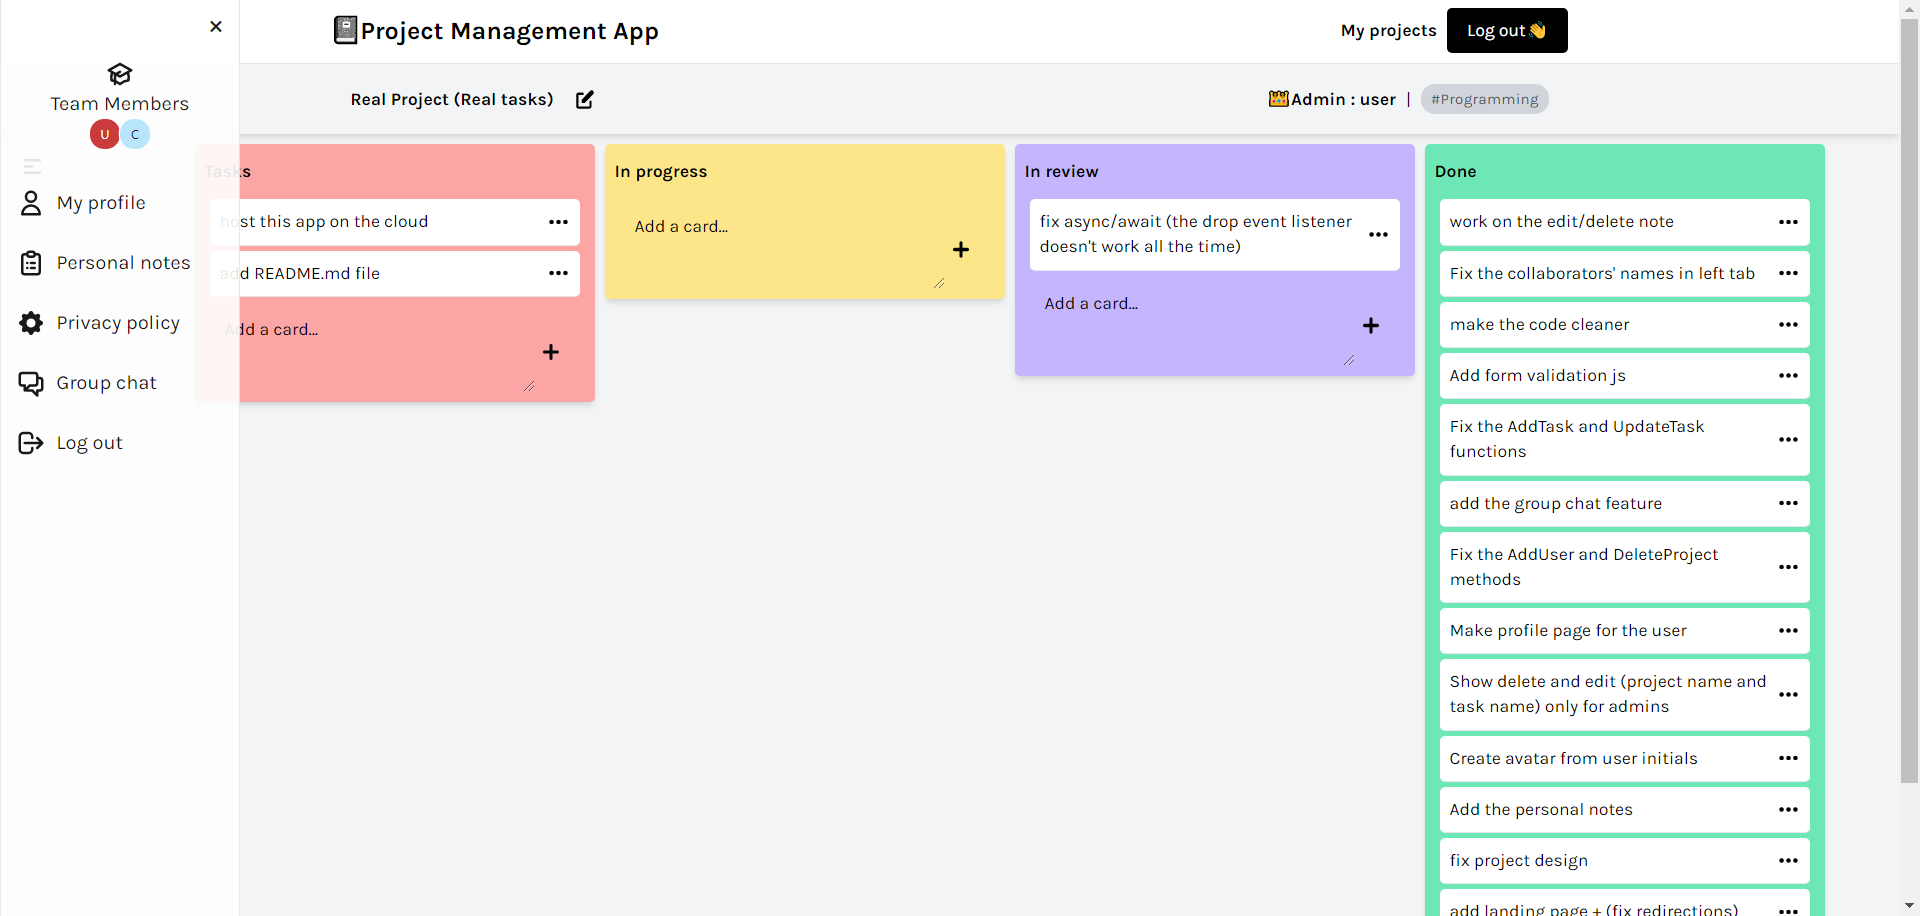 Project Management App
My projects
Log out
Team Members
U
C
My profile
Personal notes
Privacy policy
Group chat
Log out
Real Project (Real tasks)
Admin : user
|
#Programming
Tasks
host this app on the cloud
add README.md file
Add a card...
In progress
Add a card...
In review
fix async/await (the drop event listener
doesn't work all the time)
Add a card...
Done
work on the edit/delete note
Fix the collaborators' names in left tab
make the code cleaner
Add form validation js
Fix the AddTask and UpdateTask
functions
add the group chat feature
Fix the AddUser and DeleteProject
methods
Make profile page for the user
Show delete and edit (project name and
task name) only for admins
Create avatar from user initials
Add the personal notes
fix project design
add landing page + (fix redirections)